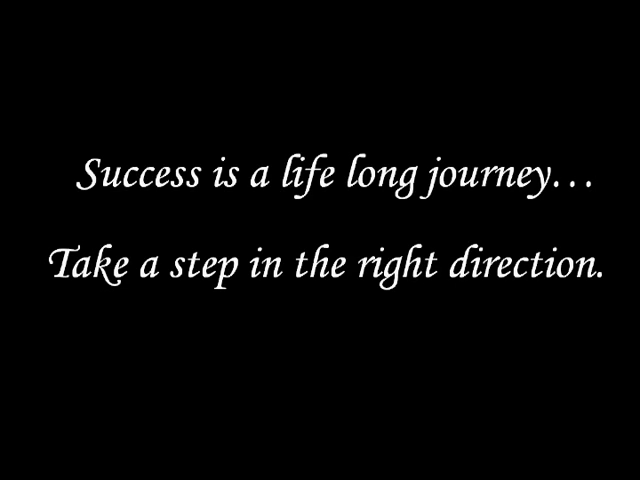 Success is a life long journey...
Take a step in the right direction.